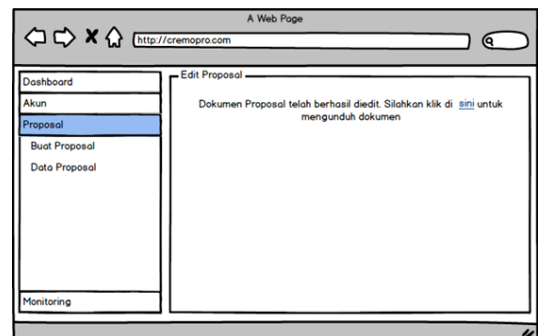 A Web Page
http://cremopro.com
Dashboard
Akun
Proposal
Buat Proposal
Data Proposal
Monitoring
Edit Proposal
Dokumen Proposal telah berhasil diedit. Silahkan klik di sini untuk
mengunduh dokumen